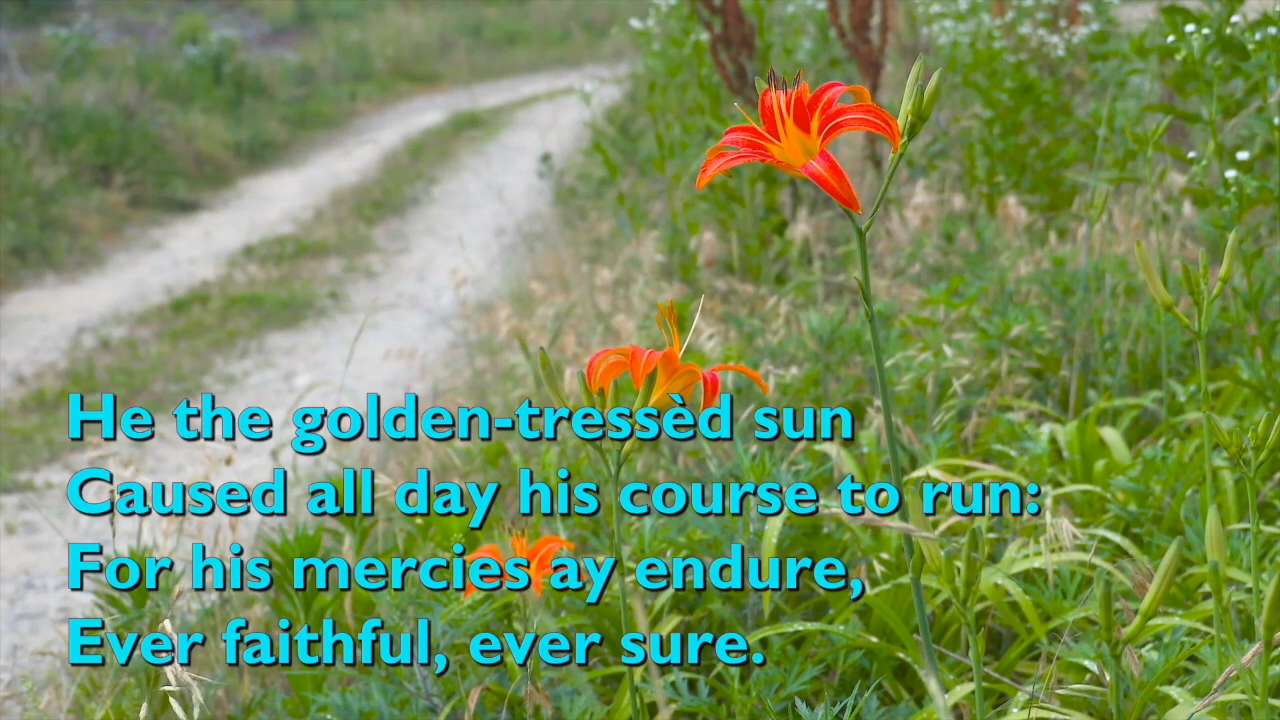 He the golden-tressèd sun
Caused all day his course to run:
For his mercies ay endure,
Ever faithful, ever sure.